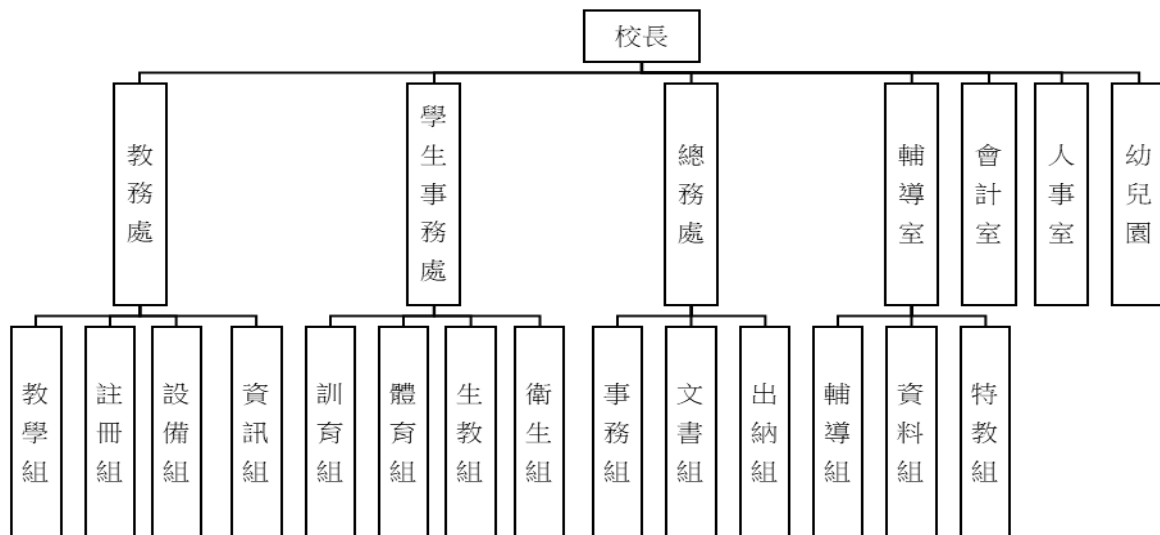 校長
教務處
學生事務處
總務處
輔導室
會計室
人事室
幼兒園
教學組
註冊組
設備組
資訊組
訓育組
體育組
生教組
衛生組
事務組
文書組
出納組
輔導組
資料組
特教組